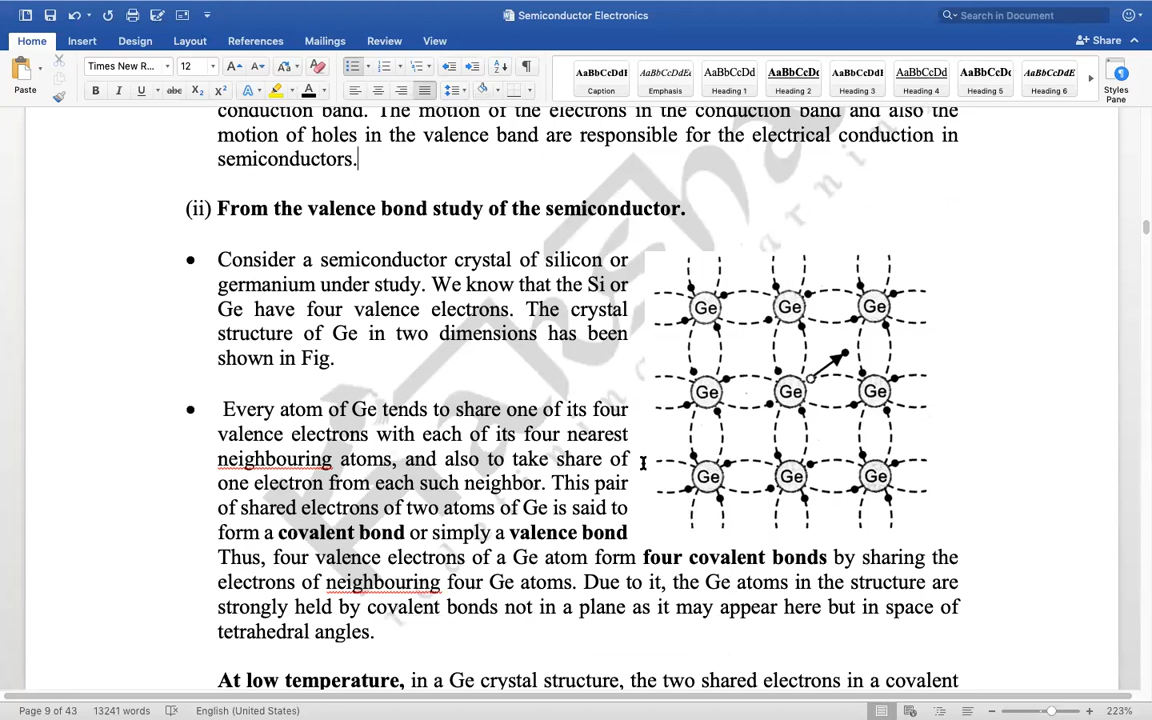 Semiconductor Electronics
Search in Document
Home Insert Design Layout References Mailings Review View
Share
Paste
Times New R... 12
AaBbCcDdI AaBbCcDdEe AaBbCcDd AaBbCcDc AaBbCcDdI AaBbCcDd AaBbCcDd AaBbCcDdE
Caption Emphasis Heading 1 Heading 2 Heading 3 Heading 4 Heading 5 Heading 6
Styles
Pane
conduction band. The motion of the electrons in the conduction band and also the
motion of holes in the valence band are responsible for the electrical conduction in
semiconductors.
(ii) From the valence bond study of the semiconductor.
• Consider a semiconductor crystal of silicon or
germanium under study. We know that the Si or
Ge have four valence electrons. The crystal
structure of Ge in two dimensions has been
shown in Fig.
Ge Ge Ge
Ge Ge Ge
Ge Ge Ge
• Every atom of Ge tends to share one of its four
valence electrons with each of its four nearest
neighbouring atoms, and also to take share of
one electron from each such neighbor. This pair
of shared electrons of two atoms of Ge is said to
form a covalent bond or simply a valence bond
Thus, four valence electrons of a Ge atom form four covalent bonds by sharing the
electrons of neighbouring four Ge atoms. Due to it, the Ge atoms in the structure are
strongly held by covalent bonds not in a plane as it may appear here but in space of
tetrahedral angles.
At low temperature, in a Ge crystal structure, the two shared electrons in a covalent
Page 9 of 43 13241 words English (United States) 223%